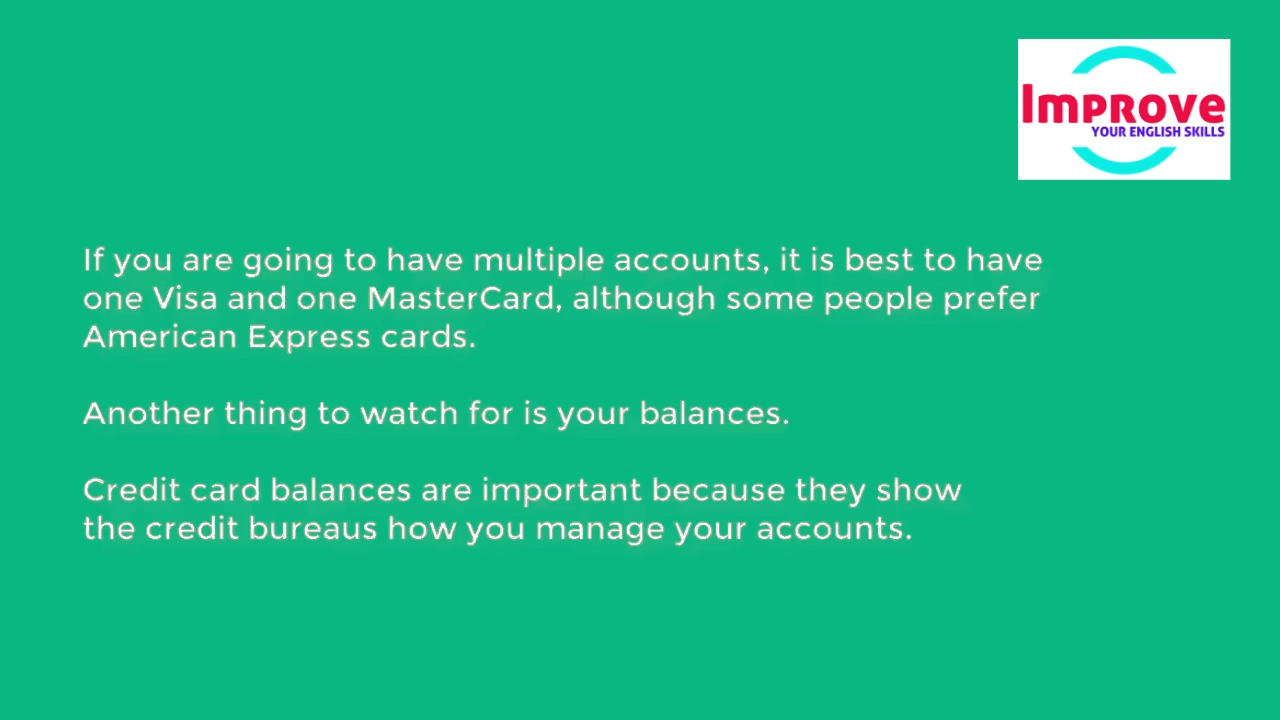 Improve
YOUR ENGLISH SKILLS
If you are going to have multiple accounts, it is best to have
one Visa and one MasterCard, although some people prefer
American Express cards.
Another thing to watch for is your balances.
Credit card balances are important because they show
the credit bureaus how you manage your accounts.